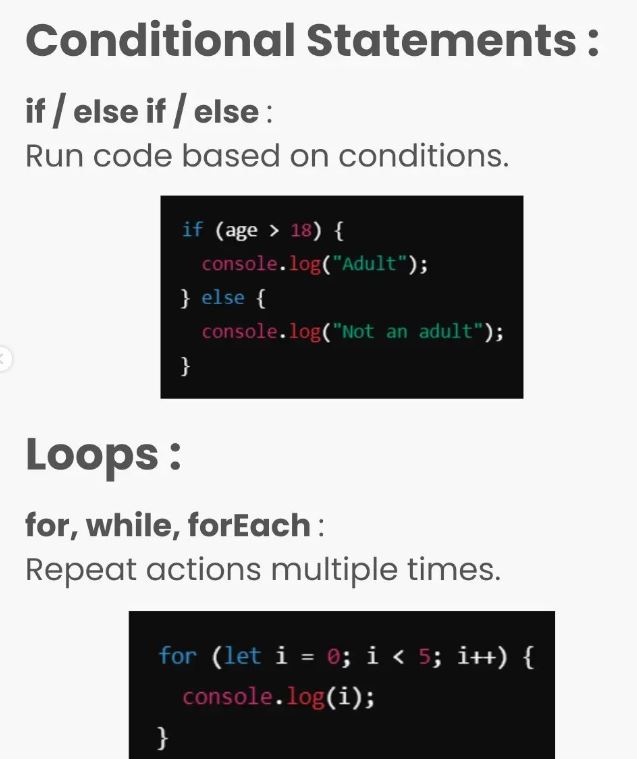 Conditional Statements :
if / else if / else :
Run code based on conditions.
if (age > 18) {
  console.log("Adult");
} else {
  console.log("Not an adult");
}
Loops :
for, while, forEach :
Repeat actions multiple times.
for (let i = 0; i < 5; i++) {
  console.log(i);
}